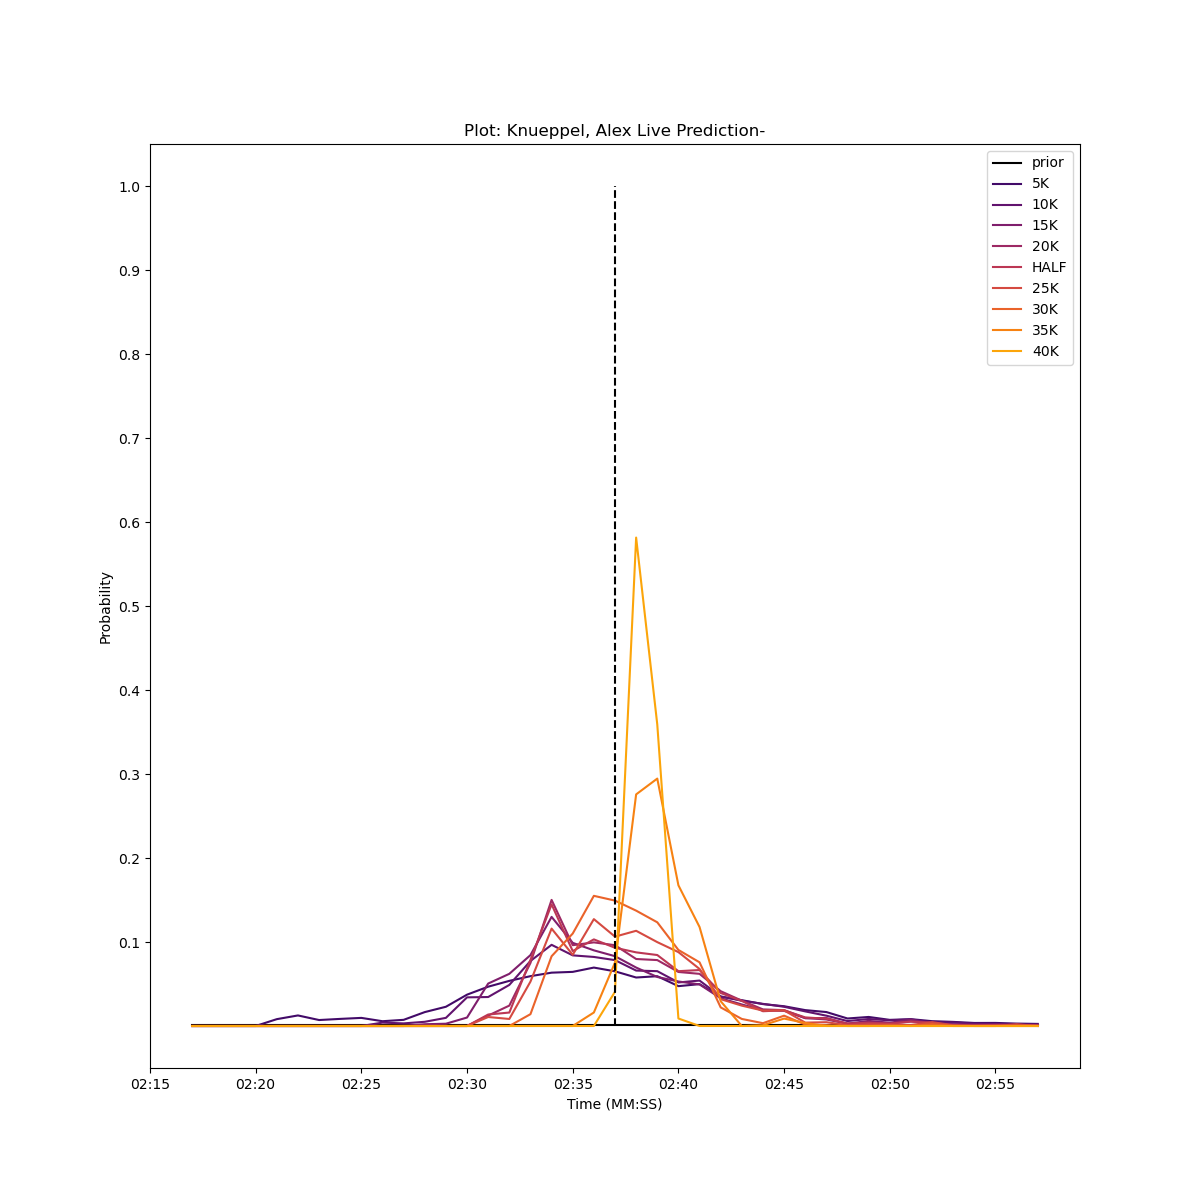 Plot: Knueppel, Alex Live Prediction-
prior
5K
10K
15K
20K
HALF
25K
30K
35K
40K
1.0
0.9
0.8
0.7
0.6
0.5
0.4
0.3
0.2
0.1
Probability
02:15 02:20 02:25 02:30 02:35 02:40 02:45 02:50 02:55
Time (MM:SS)